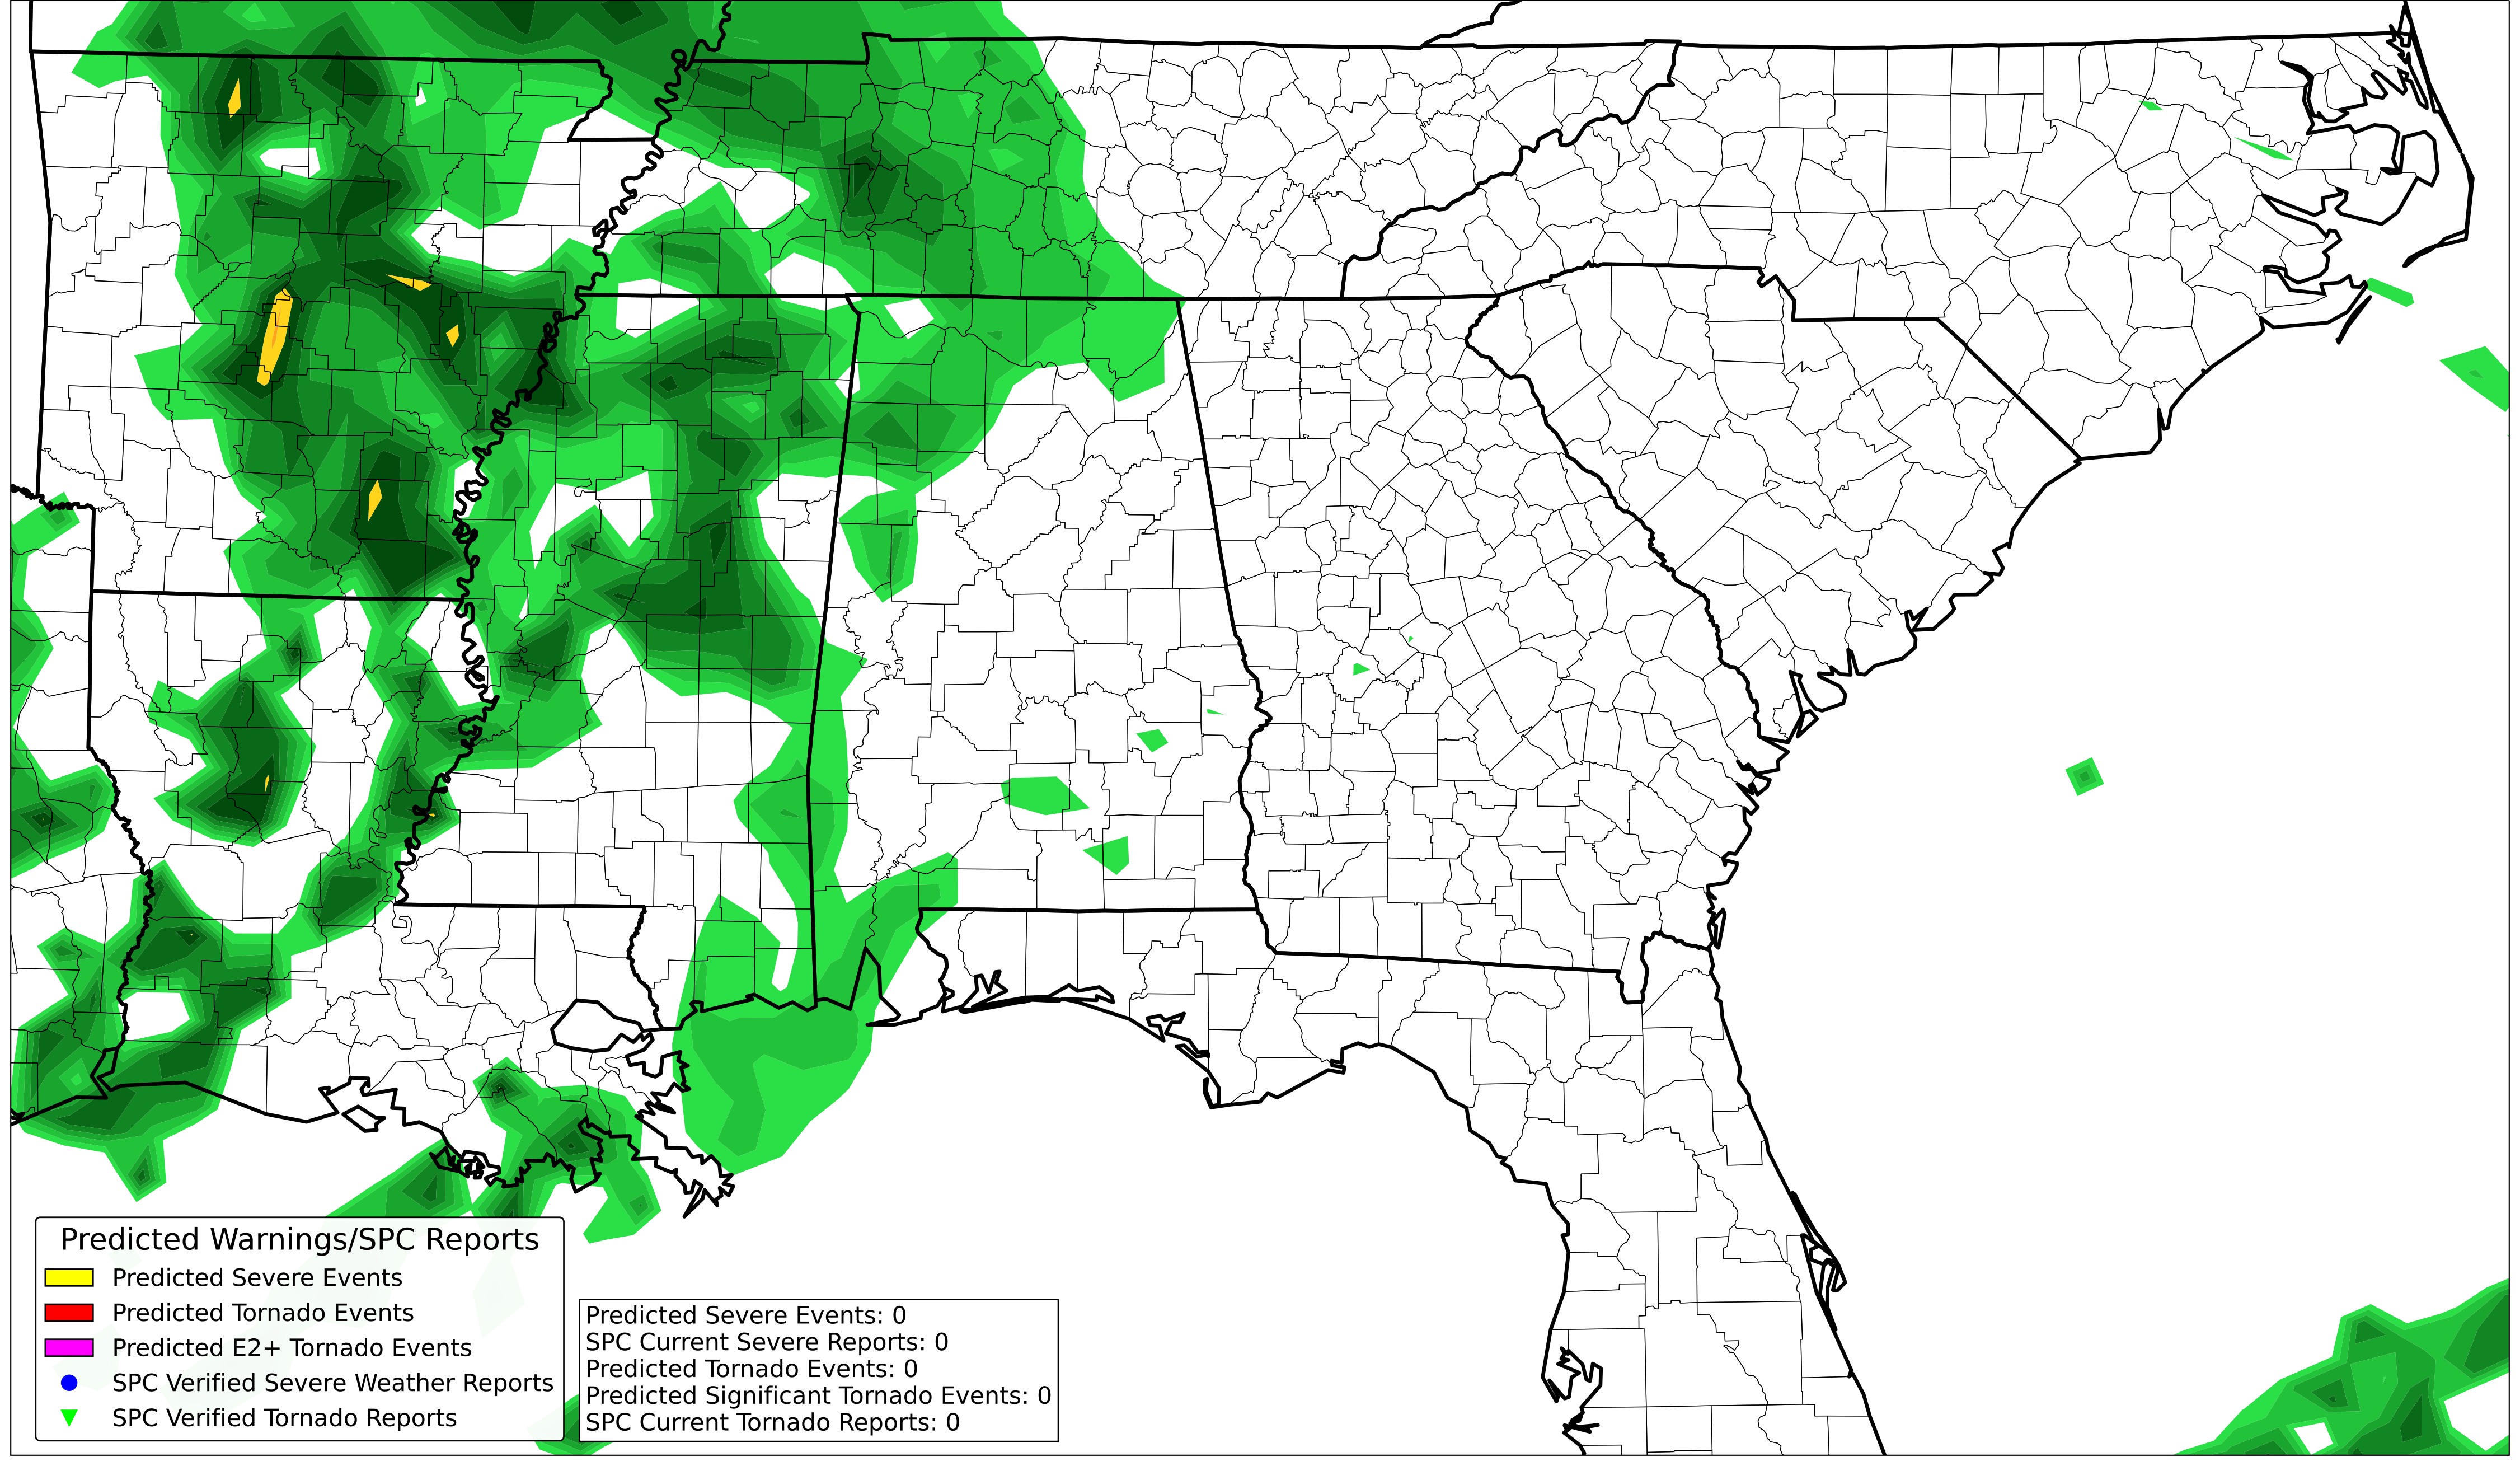 Predicted Warnings/SPC Reports
Predicted Severe Events
Predicted Tornado Events
Predicted E2+ Tornado Events
SPC Verified Severe Weather Reports
SPC Verified Tornado Reports
Predicted Severe Events: 0
SPC Current Severe Reports: 0
Predicted Tornado Events: 0
Predicted Significant Tornado Events: 0
SPC Current Tornado Reports: 0